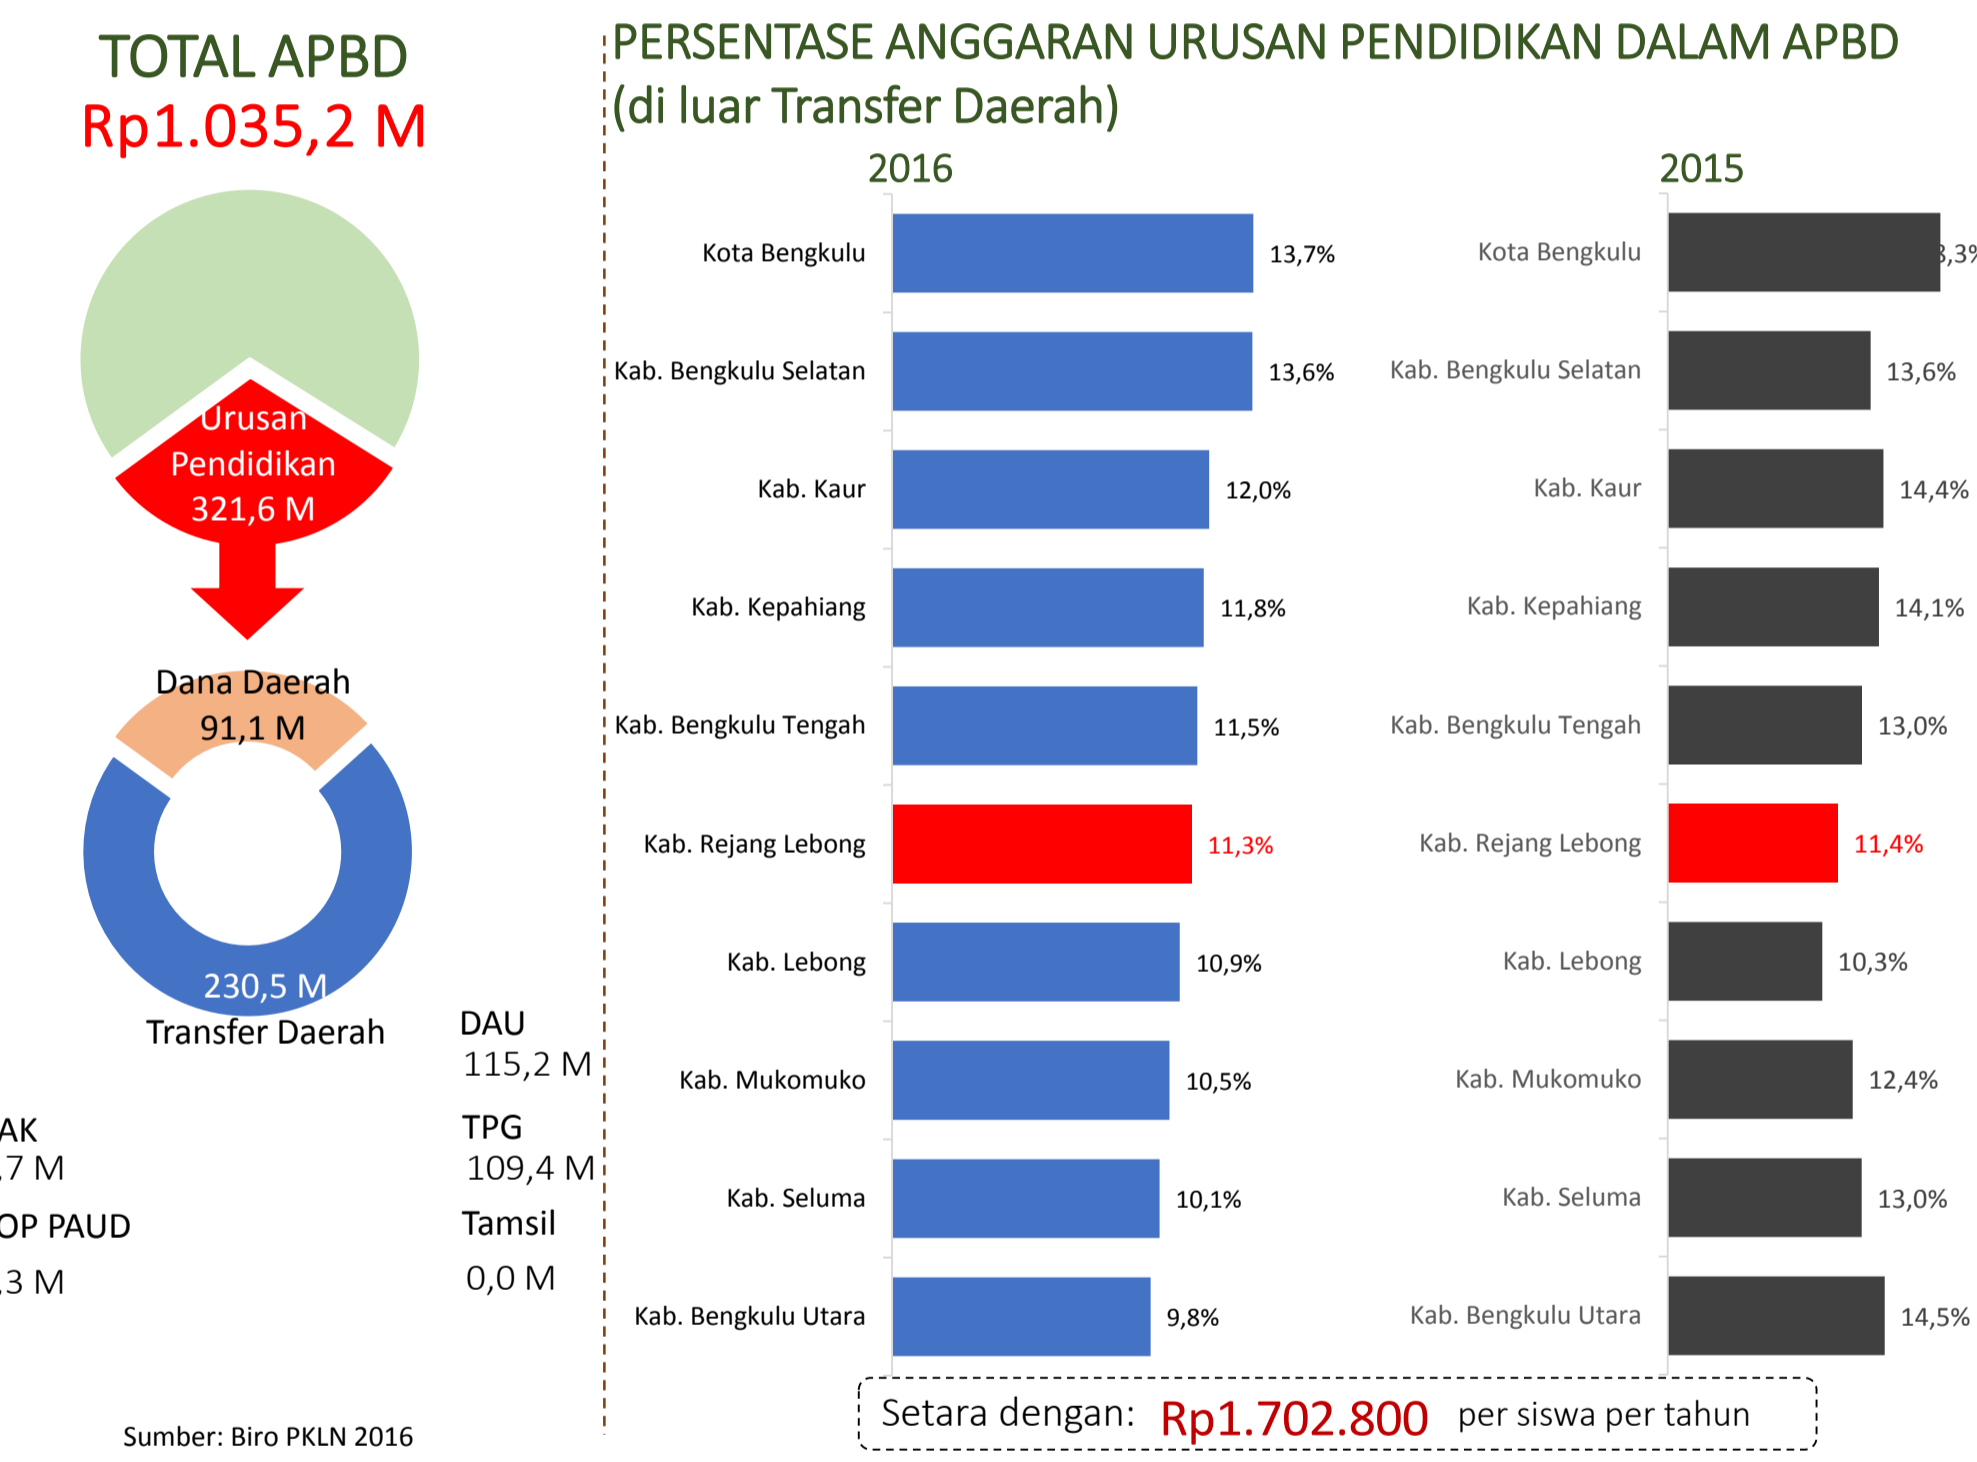 TOTAL APBD
Rp1.035,2 M
Urusan
Pendidikan
321,6 M
Dana Daerah
91,1 M
230,5 M
Transfer Daerah
DAU
115,2 M
AK
,7 M
TPG
109,4 M
OP PAUD
,3 M
Tamsil
0,0 M
Sumber: Biro PKLN 2016
PERSENTASE ANGGARAN URUSAN PENDIDIKAN DALAM APBD
(di luar Transfer Daerah)
2016
Kota Bengkulu 13,7%
Kab. Bengkulu Selatan 13,6%
Kab. Kaur 12,0%
Kab. Kepahiang 11,8%
Kab. Bengkulu Tengah 11,5%
Kab. Rejang Lebong 11,3%
Kab. Lebong 10,9%
Kab. Mukomuko 10,5%
Kab. Seluma 10,1%
Kab. Bengkulu Utara 9,8%
2015
Kota Bengkulu
Kab. Bengkulu Selatan 13,6%
Kab. Kaur 14,4%
Kab. Kepahiang 14,1%
Kab. Bengkulu Tengah 13,0%
Kab. Rejang Lebong 11,4%
Kab. Lebong 10,3%
Kab. Mukomuko 12,4%
Kab. Seluma 13,0%
Kab. Bengkulu Utara 14,5%
Setara dengan: Rp1.702.800 per siswa per tahun